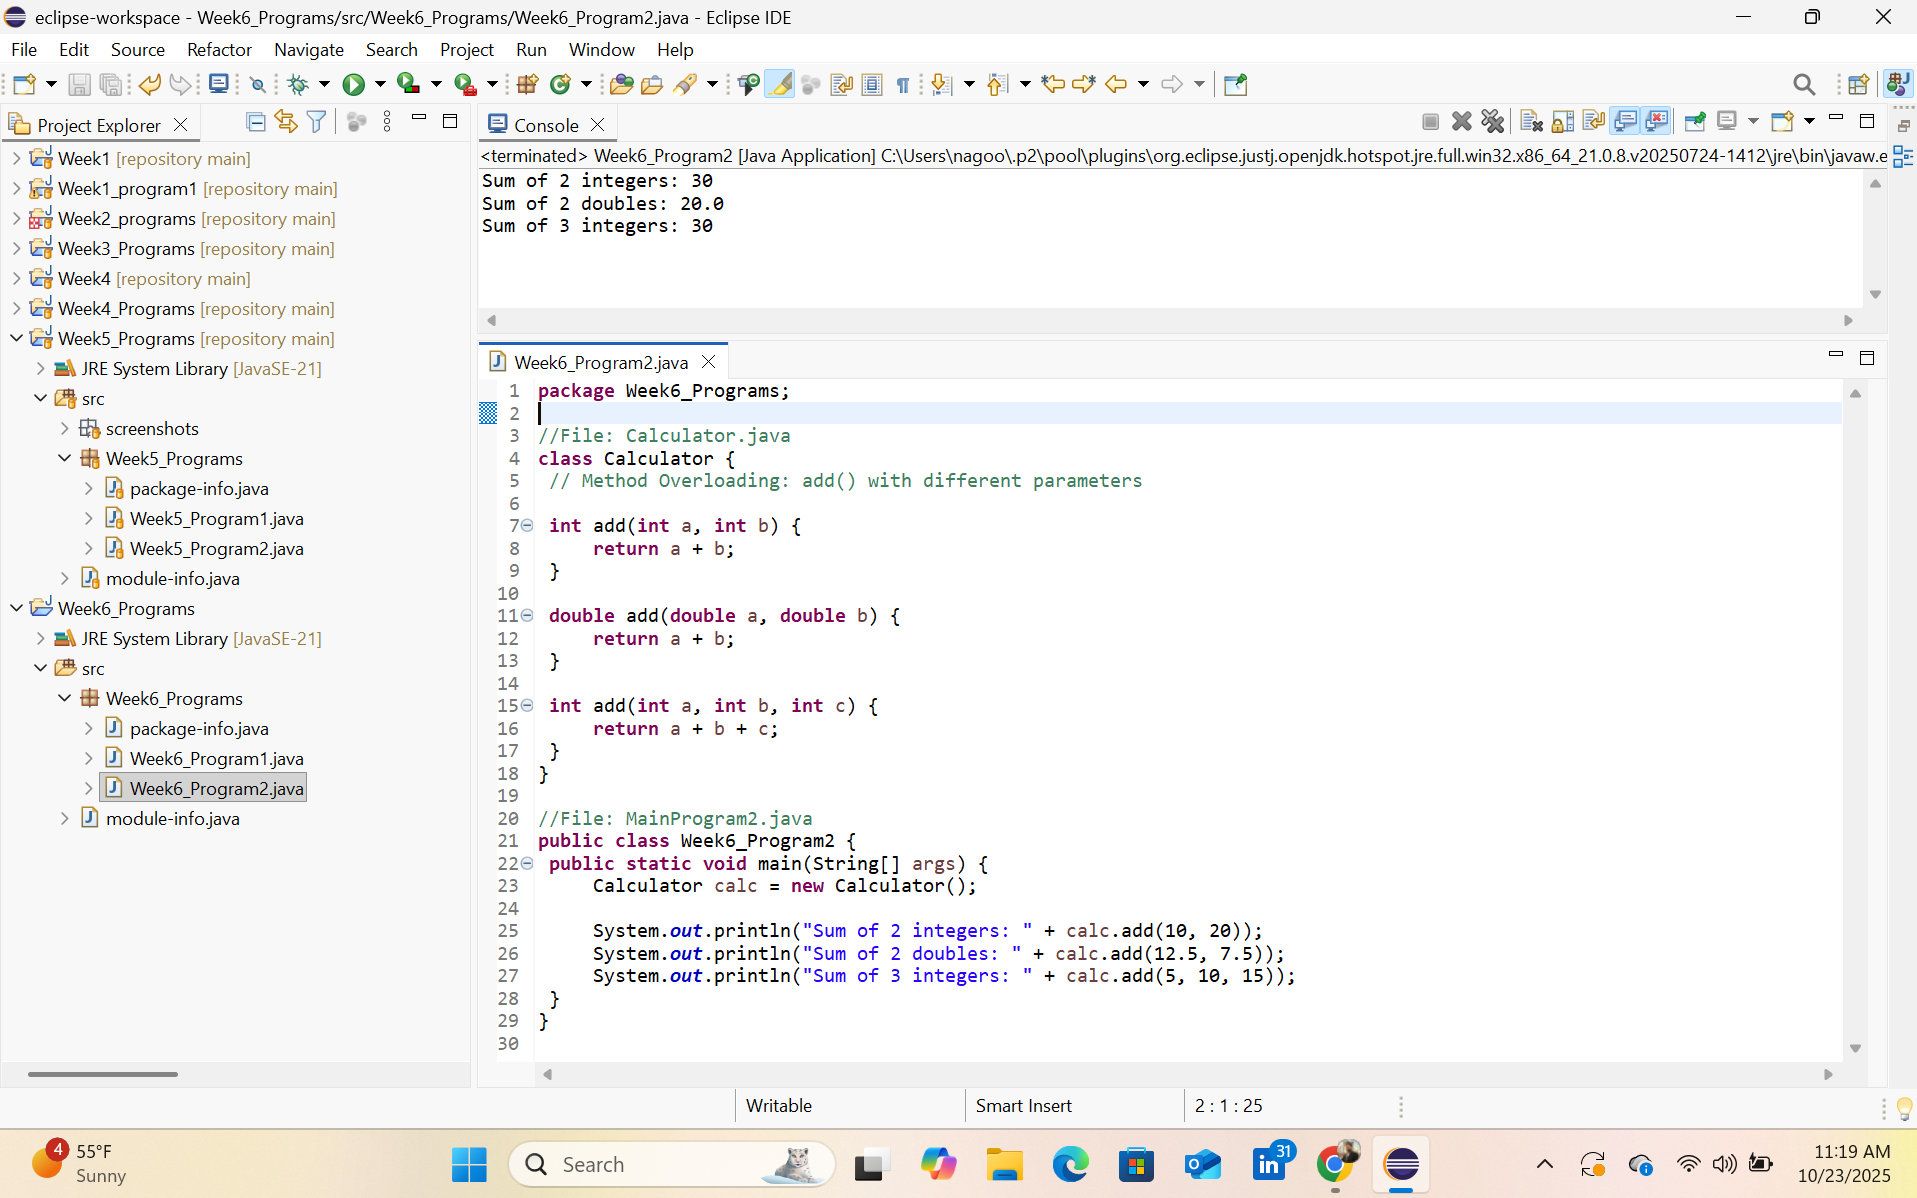 eclipse-workspace - Week6_Programs/src/Week6_Programs/Week6_Program2.java - Eclipse IDE
File Edit Source Refactor Navigate Search Project Run Window Help
Project Explorer
Week1 [repository main]
Week1_program1 [repository main]
Week2_programs [repository main]
Week3_Programs [repository main]
Week4 [repository main]
Week4_Programs [repository main]
Week5_Programs [repository main]
JRE System Library [JavaSE-21]
src
screenshots
Week5_Programs
package-info.java
Week5_Program1.java
Week5_Program2.java
module-info.java
Week6_Programs
JRE System Library [JavaSE-21]
src
Week6_Programs
package-info.java
Week6_Program1.java
Week6_Program2.java
module-info.java
Console
<terminated> Week6_Program2 [Java Application] C:\Users\nagoo\.p2\pool\plugins\org.eclipse.justj.openjdk.hotspot.jre.full.win32.x86_64_21.0.8.v20250724-1412\jre\bin\javaw.e
Sum of 2 integers: 30
Sum of 2 doubles: 20.0
Sum of 3 integers: 30
Week6_Program2.java
1 package Week6_Programs;
2
3 //File: Calculator.java
4 class Calculator {
5 // Method Overloading: add() with different parameters
6
7 int add(int a, int b) {
8 return a + b;
9 }
10
11 double add(double a, double b) {
12 return a + b;
13 }
14
15 int add(int a, int b, int c) {
16 return a + b + c;
17 }
18 }
19
20 //File: MainProgram2.java
21 public class Week6_Program2 {
22 public static void main(String[] args) {
23 Calculator calc = new Calculator();
24
25 System.out.println("Sum of 2 integers: " + calc.add(10, 20));
26 System.out.println("Sum of 2 doubles: " + calc.add(12.5, 7.5));
27 System.out.println("Sum of 3 integers: " + calc.add(5, 10, 15));
28 }
29 }
30
Writable Smart Insert 2 : 1 : 25
4
55°F
Sunny
Search
31
11:19 AM
10/23/2025